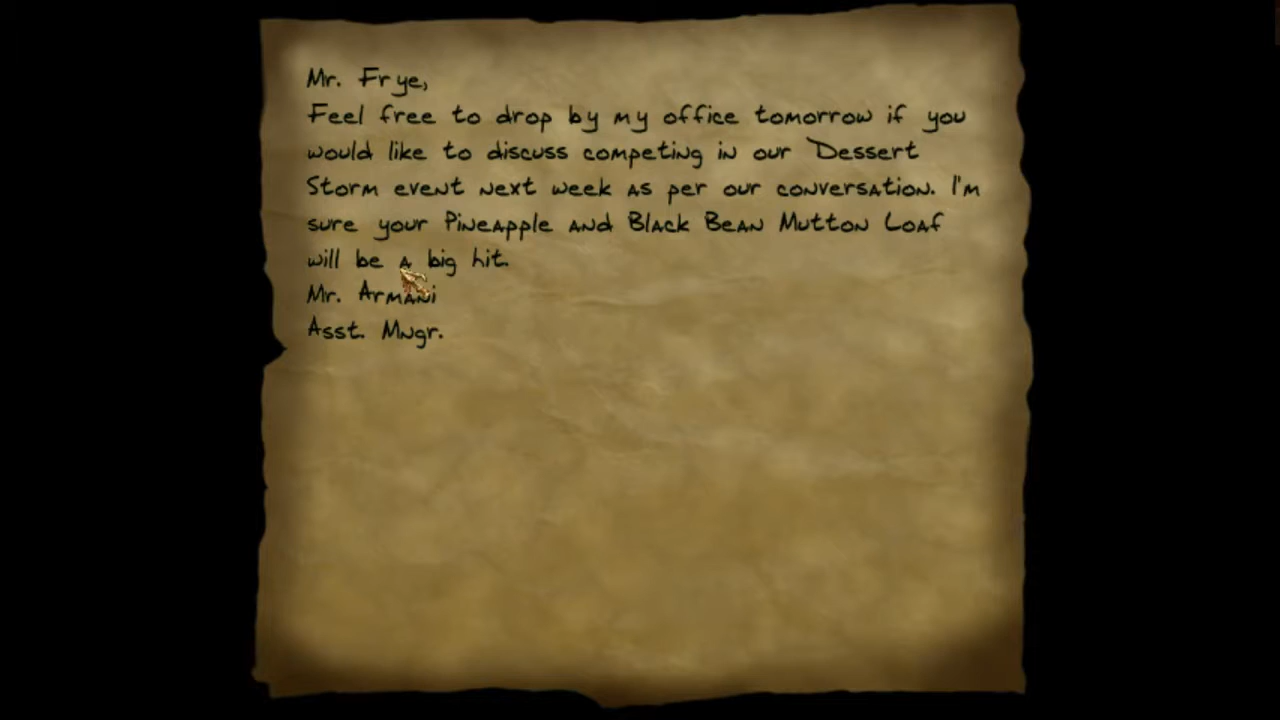 Mr. Frye,
Feel free to drop by my office tomorrow if you
would like to discuss competing in our Dessert
Storm event next week as per our conversation. I'm
sure your Pineapple and Black Bean Mutton Loaf
will be a big hit.
Mr. Armani
Asst. Mngr.